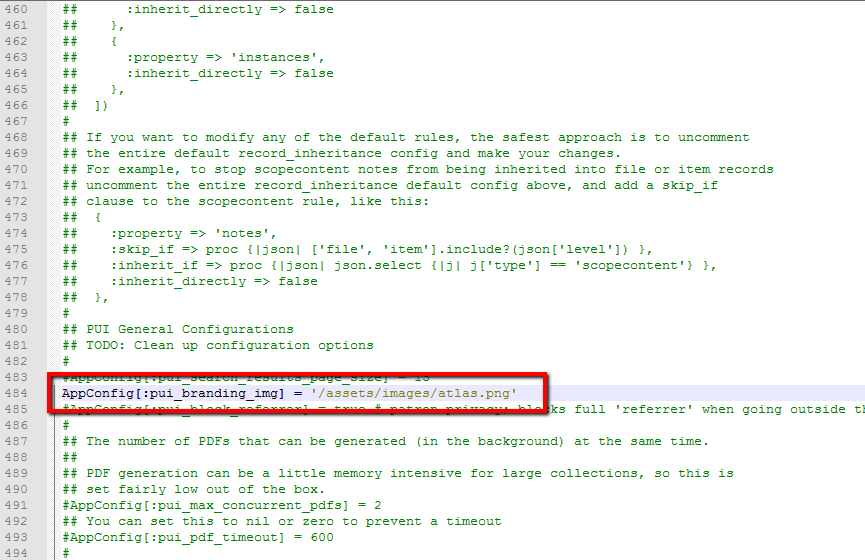 460 ##      :inherit_directly => false
461 ##    },
462 ##    {
463 ##      :property => 'instances',
464 ##      :inherit_directly => false
465 ##    },
466 ##  ])
467 #
468 ## If you want to modify any of the default rules, the safest approach is to uncomment
469 ## the entire default record_inheritance config and make your changes.
470 ## For example, to stop scopecontent notes from being inherited into file or item records
471 ## uncomment the entire record_inheritance default config above, and add a skip_if
472 ## clause to the scopecontent rule, like this:
473 ##  {
474 ##    :property => 'notes',
475 ##    :skip_if => proc {|json| ['file', 'item'].include?(json['level']) },
476 ##    :inherit_if => proc {|json| json.select {|j| j['type'] == 'scopecontent'} },
477 ##    :inherit_directly => false
478 ##  },
479 #
480 ## PUI General Configurations
481 ## TODO: Clean up configuration options
482 #
483 #AppConfig[:pui_search_results_page_size] = 15
484 AppConfig[:pui_branding_img] = '/assets/images/atlas.png'
485 #AppConfig[:pui_block_referrer] = true # patron privacy; blocks full 'referrer' when going outside th
486 #
487 ## The number of PDFs that can be generated (in the background) at the same time.
488 ##
489 ## PDF generation can be a little memory intensive for large collections, so this is
490 ## set fairly low out of the box.
491 #AppConfig[:pui_max_concurrent_pdfs] = 2
492 ## You can set this to nil or zero to prevent a timeout
493 #AppConfig[:pui_pdf_timeout] = 600
494 #